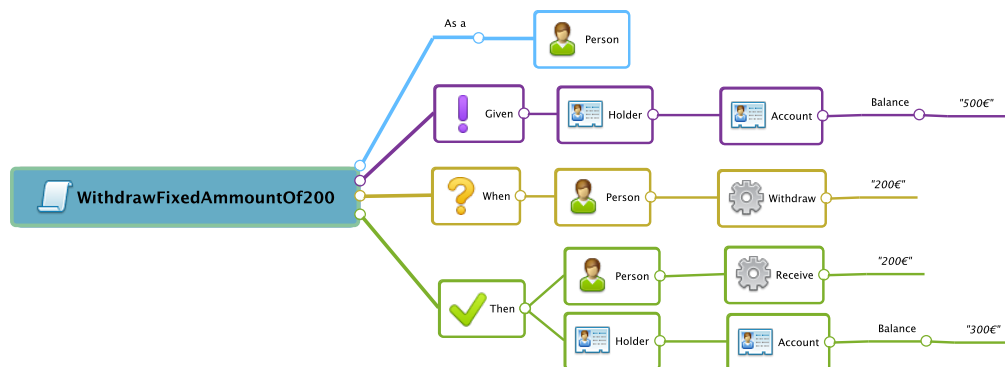 As a
Person
Given
Holder
Account
Balance
"500€"
WithdrawFixedAmmountOf200
When
Person
Withdraw
"200€"
Then
Person
Receive
"200€"
Holder
Account
Balance
"300€"